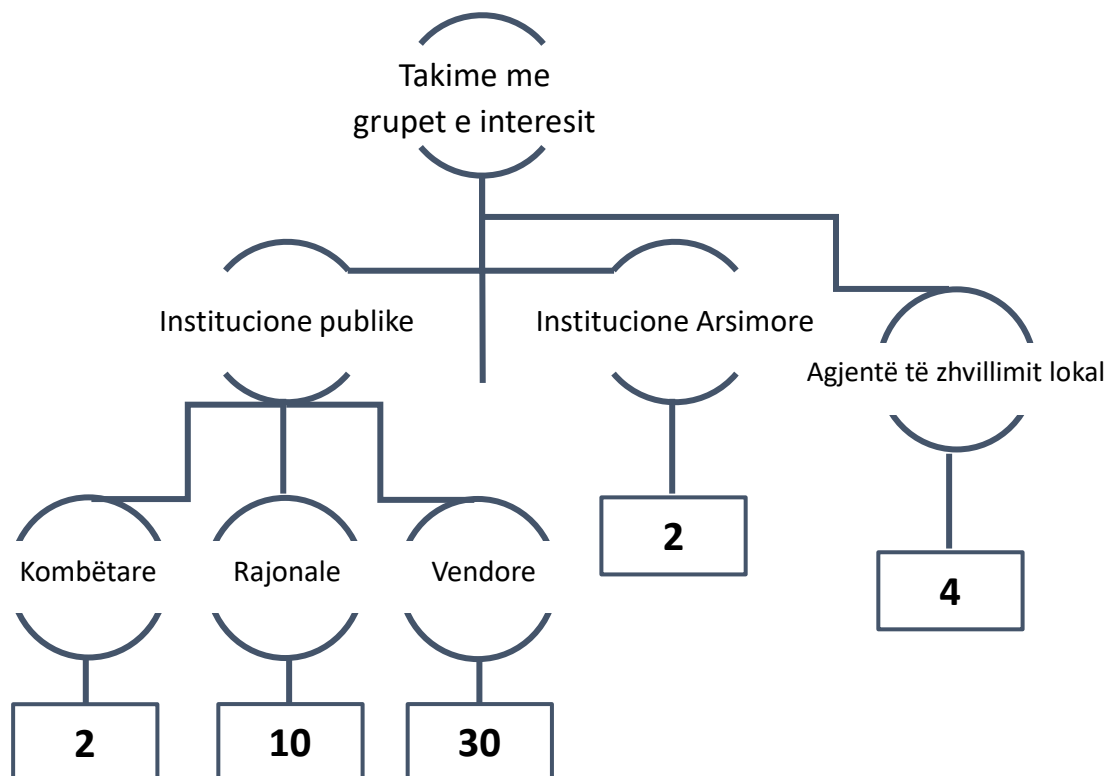 Takime me
grupet e interesit
Institucione publike
Institucione Arsimore
Agjentë të zhvillimit lokal
Kombëtare
Rajonale
Vendore
2
4
2
10
30